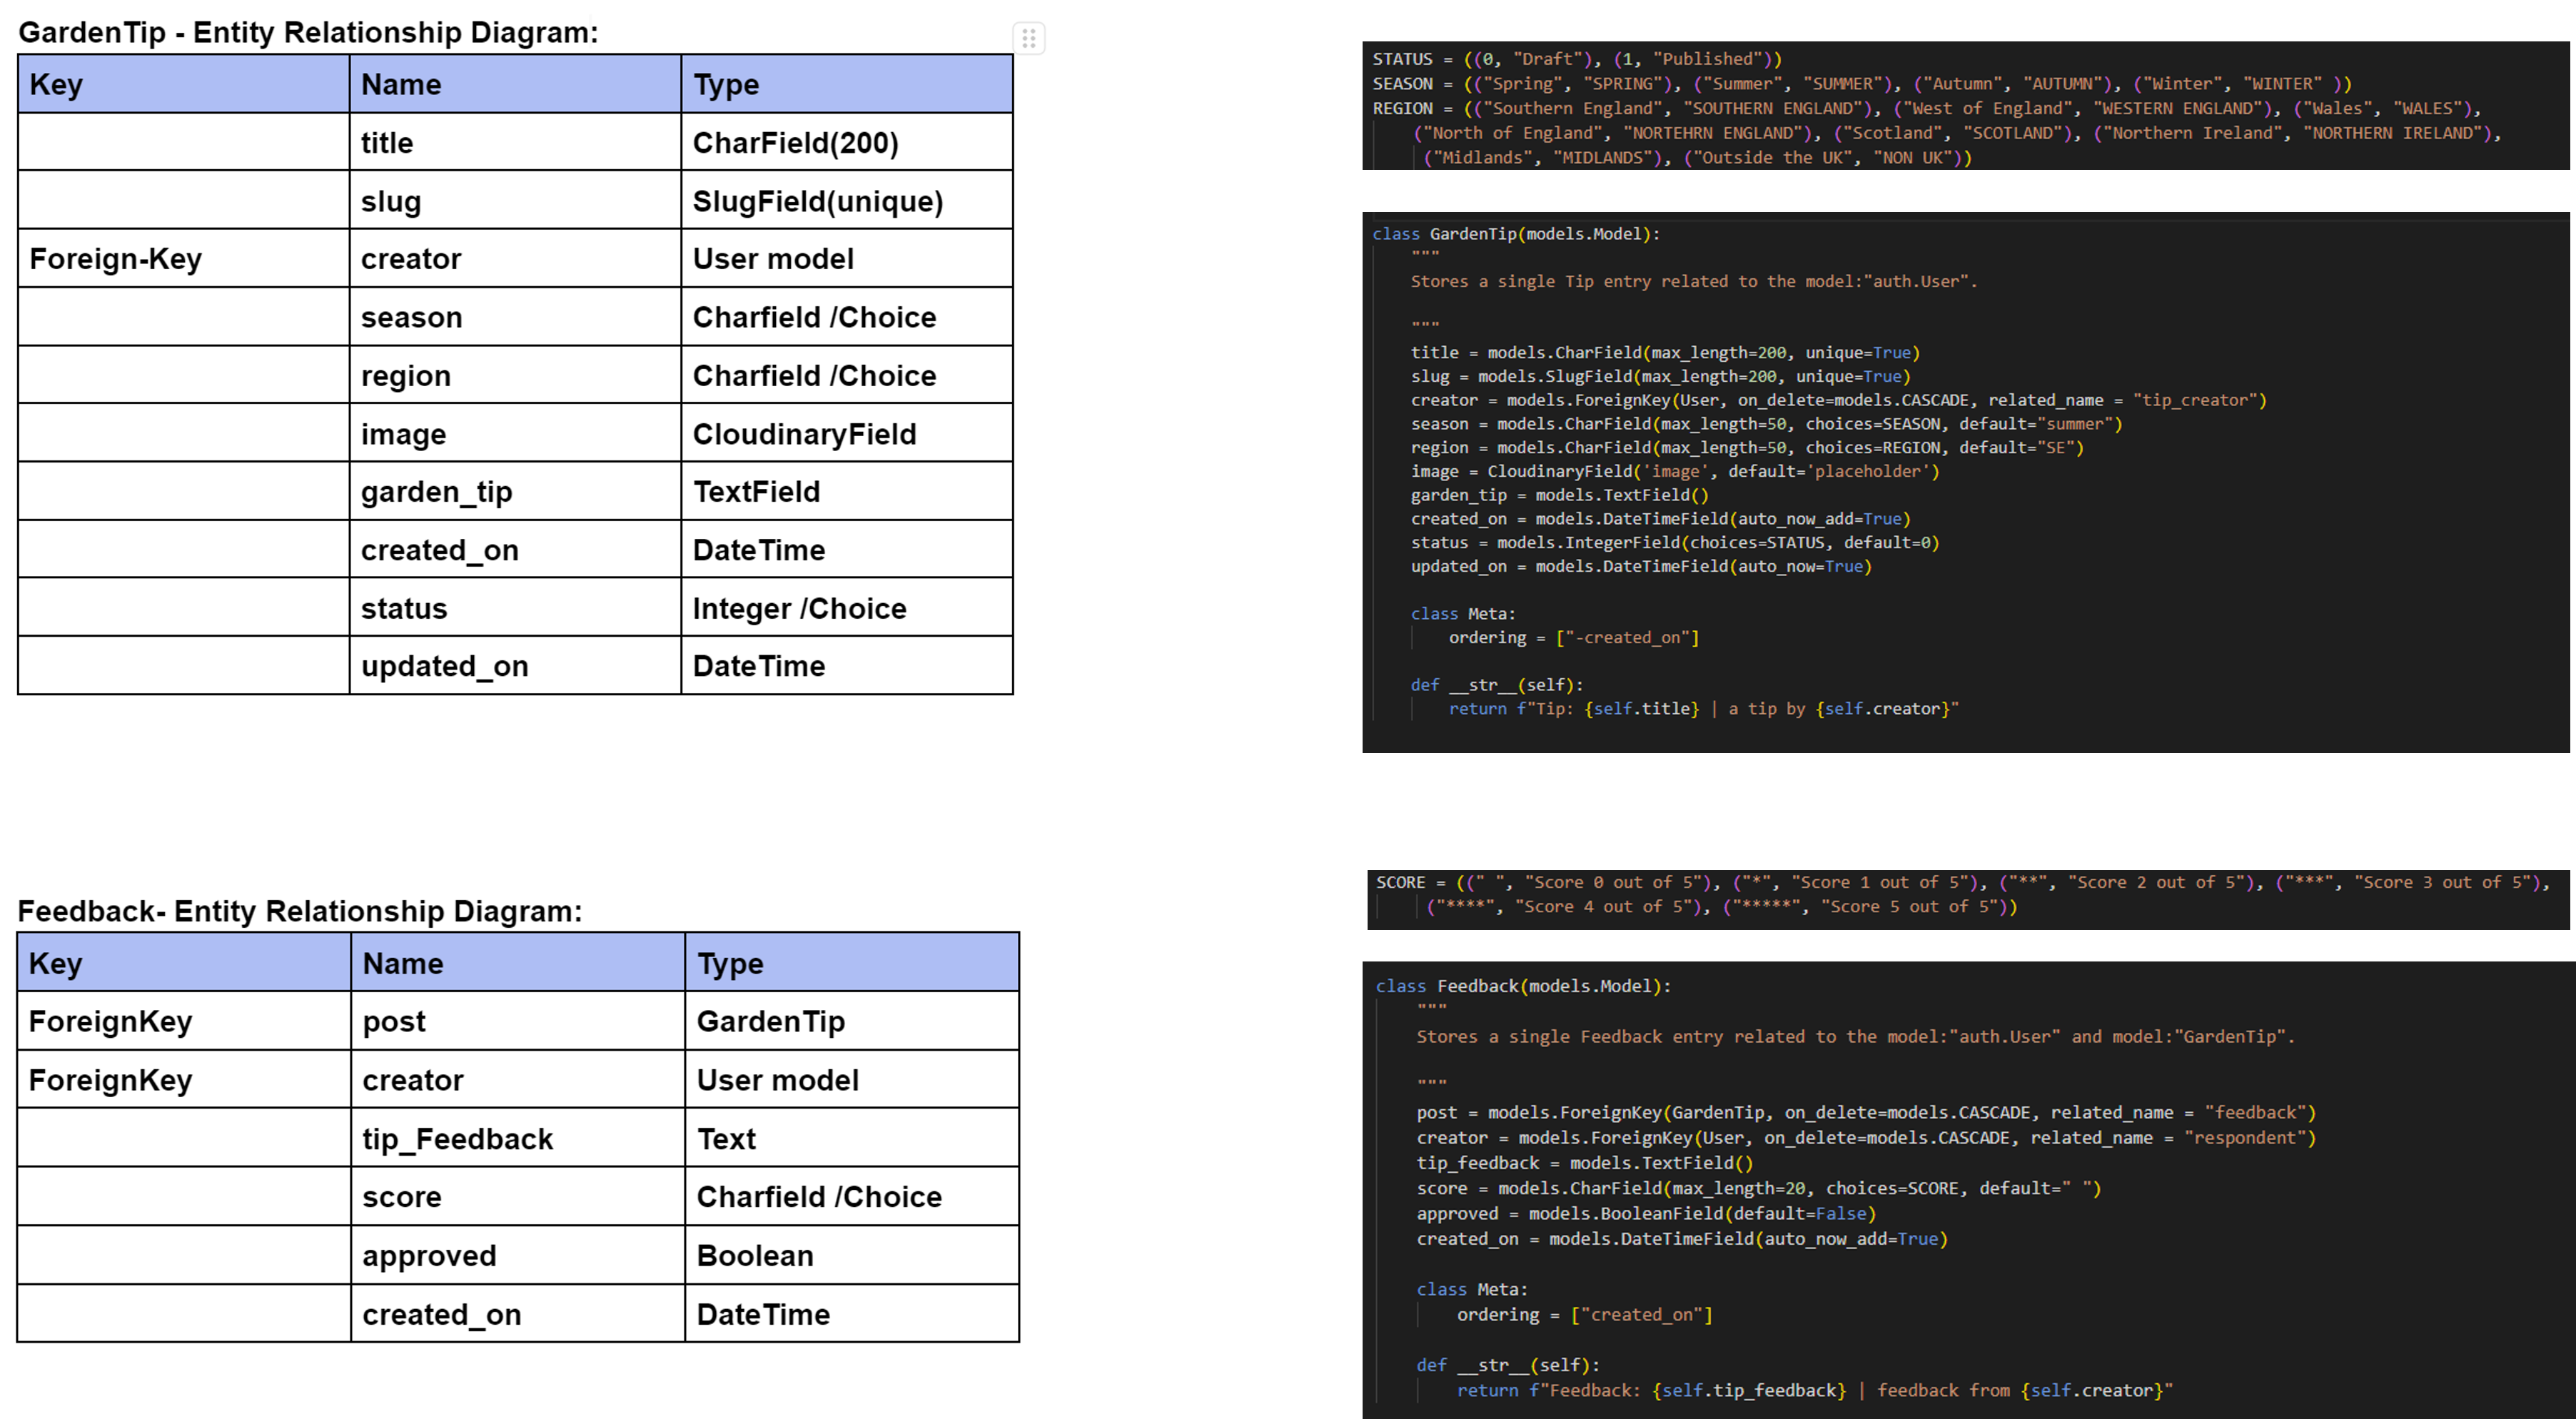 GardenTip - Entity Relationship Diagram:
Key Name Type
title CharField(200)
slug SlugField(unique)
Foreign-Key creator User model
season Charfield /Choice
region Charfield /Choice
image CloudinaryField
garden_tip TextField
created_on DateTime
status Integer /Choice
updated_on DateTime
STATUS = ((0, "Draft"), (1, "Published"))
SEASON = (("Spring", "SPRING"), ("Summer", "SUMMER"), ("Autumn", "AUTUMN"), ("Winter", "WINTER" ))
REGION = (("Southern England", "SOUTHERN ENGLAND"), ("West of England", "WESTERN ENGLAND"), ("Wales", "WALES"),
("North of England", "NORTEHRN ENGLAND"), ("Scotland", "SCOTLAND"), ("Northern Ireland", "NORTHERN IRELAND"),
("Midlands", "MIDLANDS"), ("Outside the UK", "NON UK"))
class GardenTip(models.Model):
"""
Stores a single Tip entry related to the model:"auth.User".
"""
title = models.CharField(max_length=200, unique=True)
slug = models.SlugField(max_length=200, unique=True)
creator = models.ForeignKey(User, on_delete=models.CASCADE, related_name = "tip_creator")
season = models.CharField(max_length=50, choices=SEASON, default="summer")
region = models.CharField(max_length=50, choices=REGION, default="SE")
image = CloudinaryField('image', default='placeholder')
garden_tip = models.TextField()
created_on = models.DateTimeField(auto_now_add=True)
status = models.IntegerField(choices=STATUS, default=0)
updated_on = models.DateTimeField(auto_now=True)
class Meta:
ordering = ["-created_on"]
def __str__(self):
return f"Tip: {self.title} | a tip by {self.creator}"
Feedback- Entity Relationship Diagram:
Key Name Type
ForeignKey post GardenTip
ForeignKey creator User model
tip_Feedback Text
score Charfield /Choice
approved Boolean
created_on DateTime
SCORE = ((" ", "Score 0 out of 5"), ("*", "Score 1 out of 5"), ("**", "Score 2 out of 5"), ("***", "Score 3 out of 5"),
("****", "Score 4 out of 5"), ("*****", "Score 5 out of 5"))
class Feedback(models.Model):
"""
Stores a single Feedback entry related to the model:"auth.User" and model:"GardenTip".
"""
post = models.ForeignKey(GardenTip, on_delete=models.CASCADE, related_name = "feedback")
creator = models.ForeignKey(User, on_delete=models.CASCADE, related_name = "respondent")
tip_feedback = models.TextField()
score = models.CharField(max_length=20, choices=SCORE, default=" ")
approved = models.BooleanField(default=False)
created_on = models.DateTimeField(auto_now_add=True)
class Meta:
ordering = ["created_on"]
def __str__(self):
return f"Feedback: {self.tip_feedback} | feedback from {self.creator}"